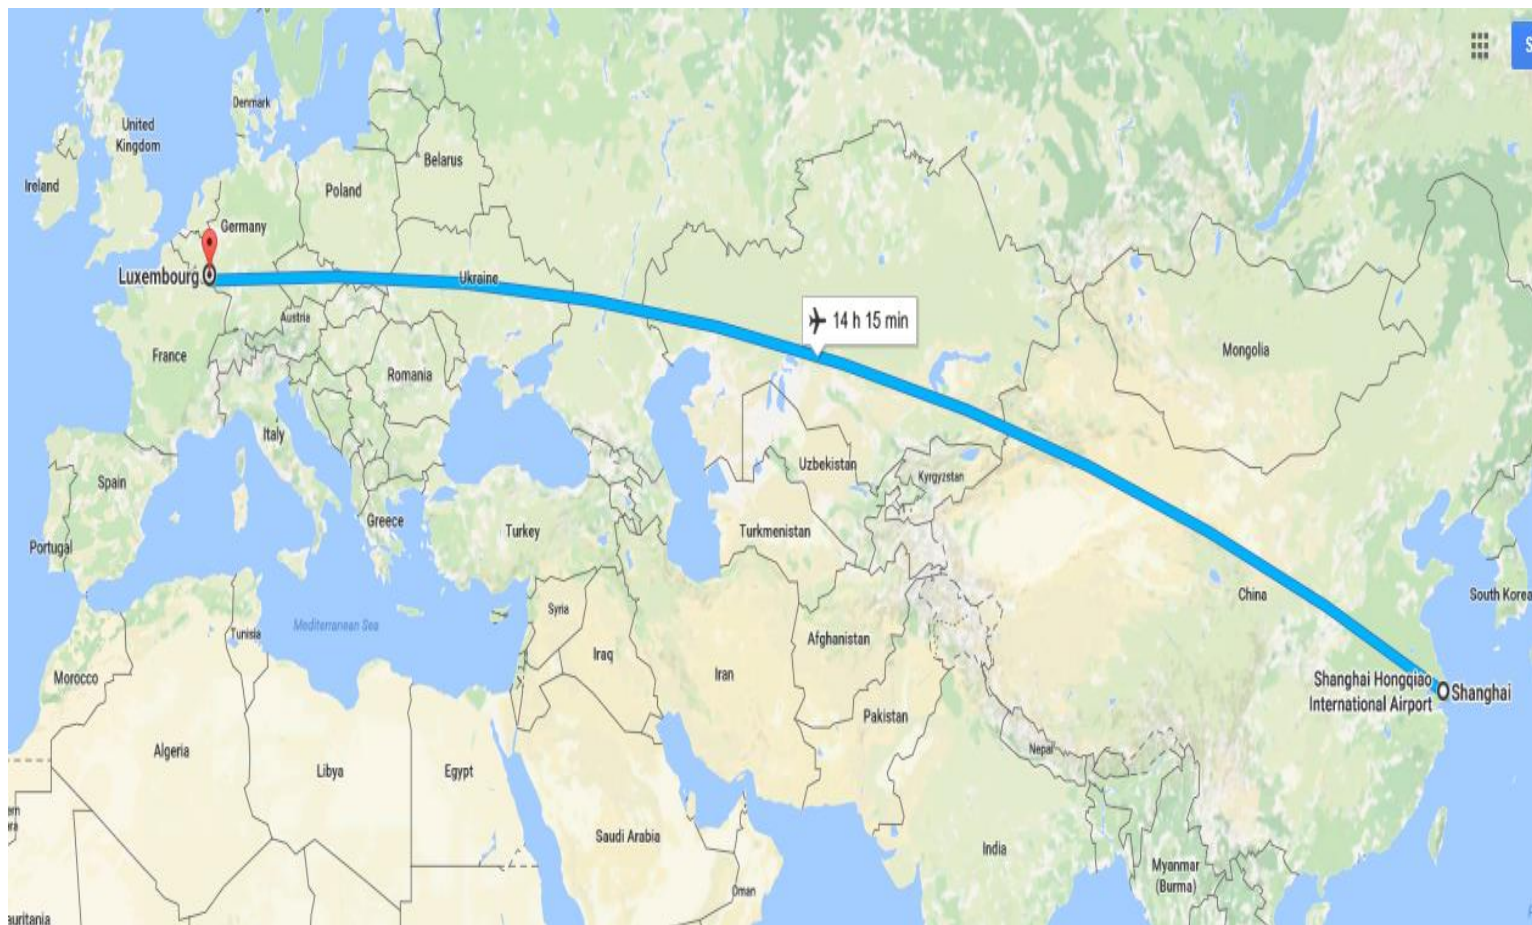 Denmark
United
Kingdom
Belarus
Ireland
Poland
Germany
Luxembourg
Ukraine
Austria
14 h 15 min
France
Mongolia
Romania
Italy
Uzbekistan
Kyrgyzstan
Spain
Greece
Turkey
Turkmenistan
Portugal
China
South Korea
Syria
Mediterranean Sea
Tunisia
Afghanistan
Iraq
Iran
Morocco
Shanghai Hongqiao
International Airport
Shanghai
Pakistan
Nepal
Algeria
Libya
Egypt
Saudi Arabia
India
Myanmar
(Burma)
Oman
auritania